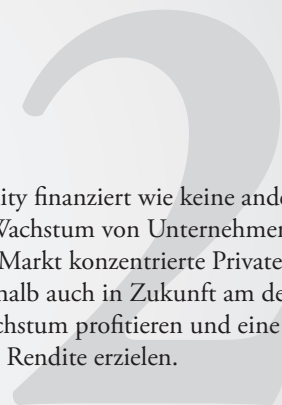 2
ity finanziert wie keine ande
Wachstum von Unternehmen
Markt konzentrierte Private
halb auch in Zukunft am de
chstum profitieren und eine
Rendite erzielen.